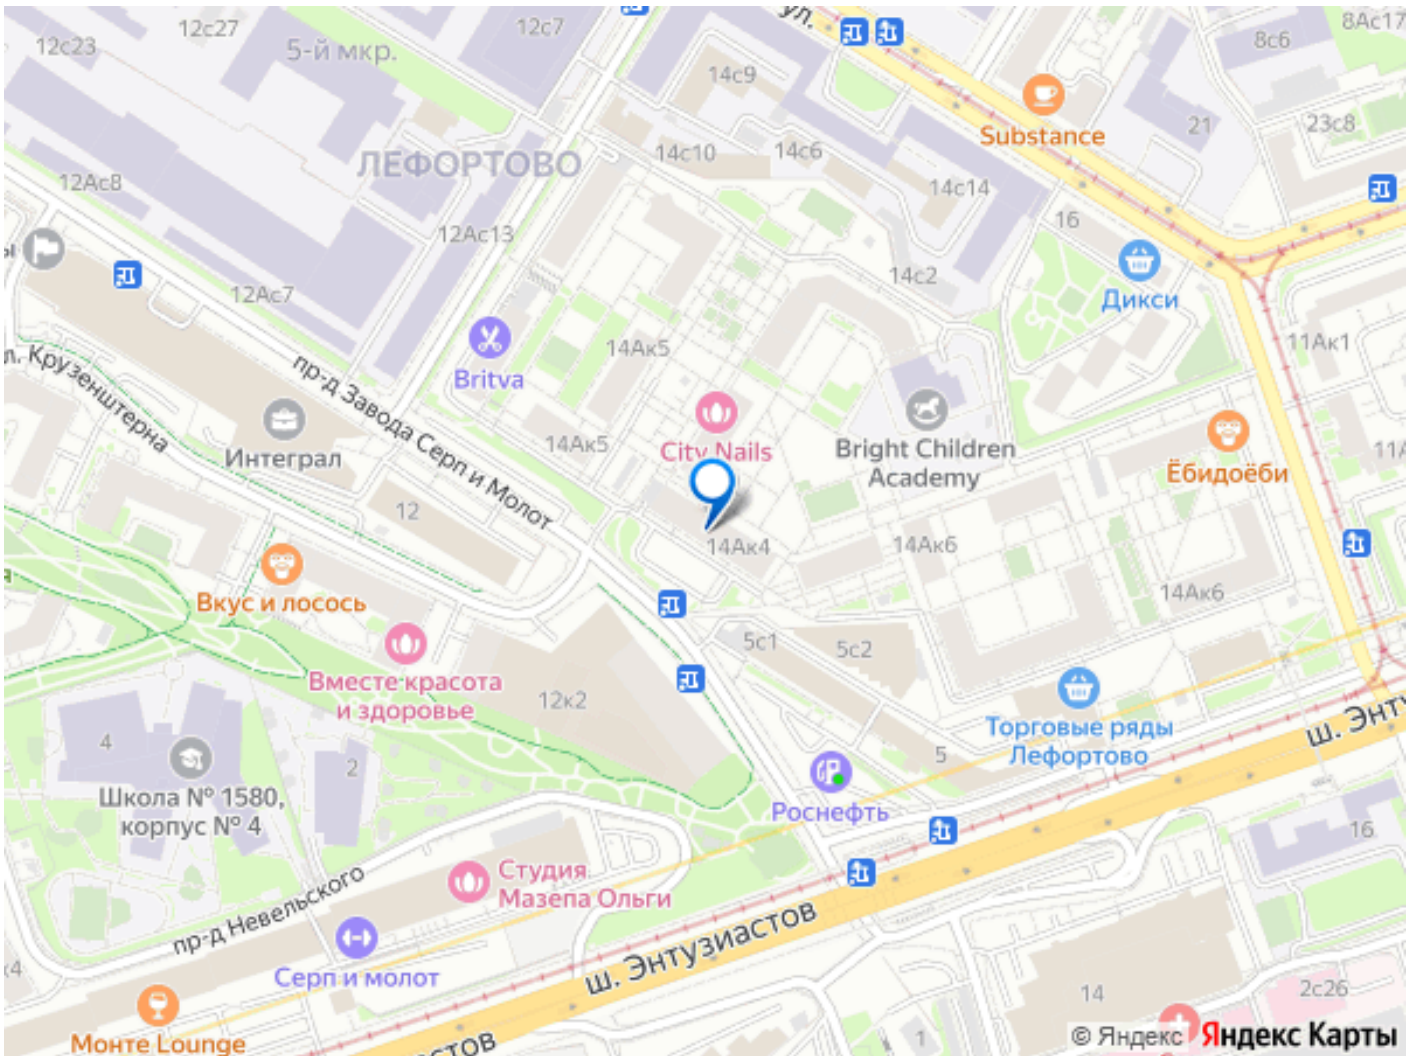 12с23
12с27
12с7
ул.
8Ас17
8с6
5-й мкр.
14с9
Substance
21
23с8
ЛЕФОРТОВО
14с10
14с6
12Ас8
14с14
16
12Ас13
14с2
Дикси
12Ас7
14Ак5
11Ак1
л. Крузенштерна
пр-д Завода Серп и Молот
Britva
City Nails
Bright Children
Academy
Интеграл
14Ак5
Ёбидоёби
12
14Ак4
14Ак6
14Ак6
Вкус и лосось
5с1
5с2
Вместе красота
и здоровье
12к2
Торговые ряды
Лефортово
4
2
5
ш. Энту
Школа № 1580,
корпус № 4
Роснефть
16
Студия
Мазепа Ольги
пр-д Невельского
ш. Энтузиастов
Серп и молот
14
2с26
Монте Lounge
1
© Яндекс Яндекс Карты